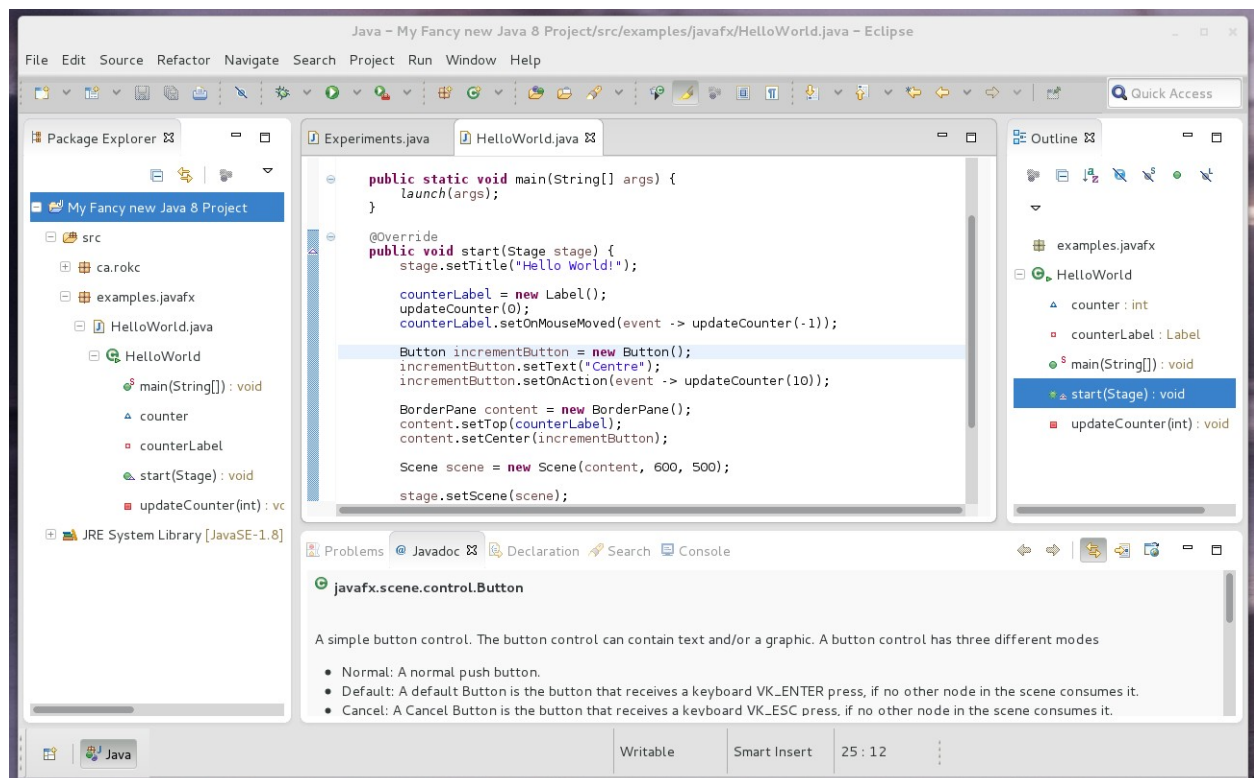 Java – My Fancy new Java 8 Project/src/examples/javafx/HelloWorld.java – Eclipse
File Edit Source Refactor Navigate Search Project Run Window Help
Quick Access
Package Explorer
My Fancy new Java 8 Project
src
ca.rokc
examples.javafx
HelloWorld.java
HelloWorld
main(String[]) : void
counter
counterLabel
start(Stage) : void
updateCounter(int) : vc
JRE System Library [JavaSE-1.8]
Experiments.java HelloWorld.java
public static void main(String[] args) {
launch(args);
}
@Override
public void start(Stage stage) {
stage.setTitle("Hello World!");
counterLabel = new Label();
updateCounter(0);
counterLabel.setOnMouseMoved(event -> updateCounter(-1));
Button incrementButton = new Button();
incrementButton.setText("Centre");
incrementButton.setOnAction(event -> updateCounter(10));
BorderPane content = new BorderPane();
content.setTop(counterLabel);
content.setCenter(incrementButton);
Scene scene = new Scene(content, 600, 500);
stage.setScene(scene);
Outline
examples.javafx
HelloWorld
counter : int
counterLabel : Label
main(String[]) : void
start(Stage) : void
updateCounter(int) : void
Problems @ Javadoc Declaration Search Console
javafx.scene.control.Button
A simple button control. The button control can contain text and/or a graphic. A button control has three different modes
• Normal: A normal push button.
• Default: A default Button is the button that receives a keyboard VK_ENTER press, if no other node in the scene consumes it.
• Cancel: A Cancel Button is the button that receives a keyboard VK_ESC press, if no other node in the scene consumes it.
Java
Writable Smart Insert 25 : 12